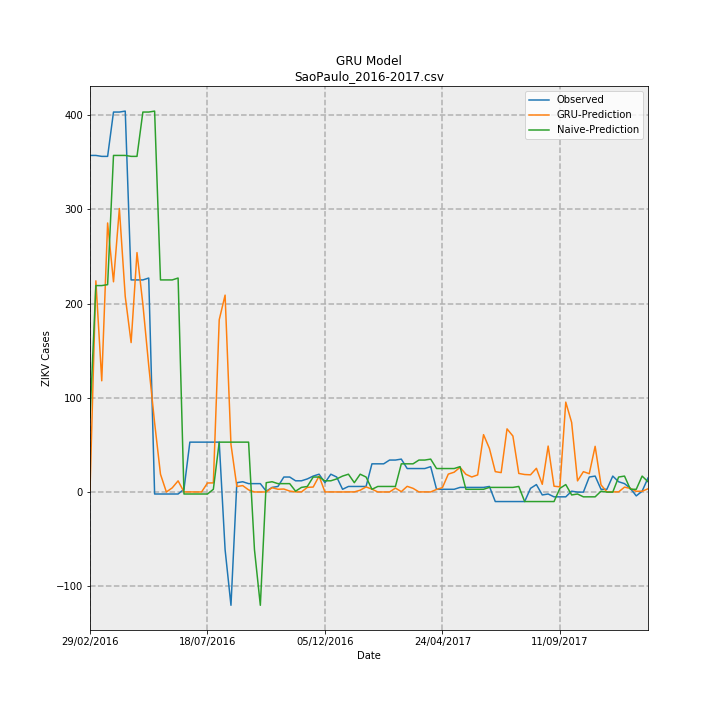 GRU Model
SaoPaulo_2016-2017.csv
Observed
GRU-Prediction
Naive-Prediction
ZIKV Cases
400
300
200
100
0
−100
29/02/2016
18/07/2016
05/12/2016
24/04/2017
11/09/2017
Date